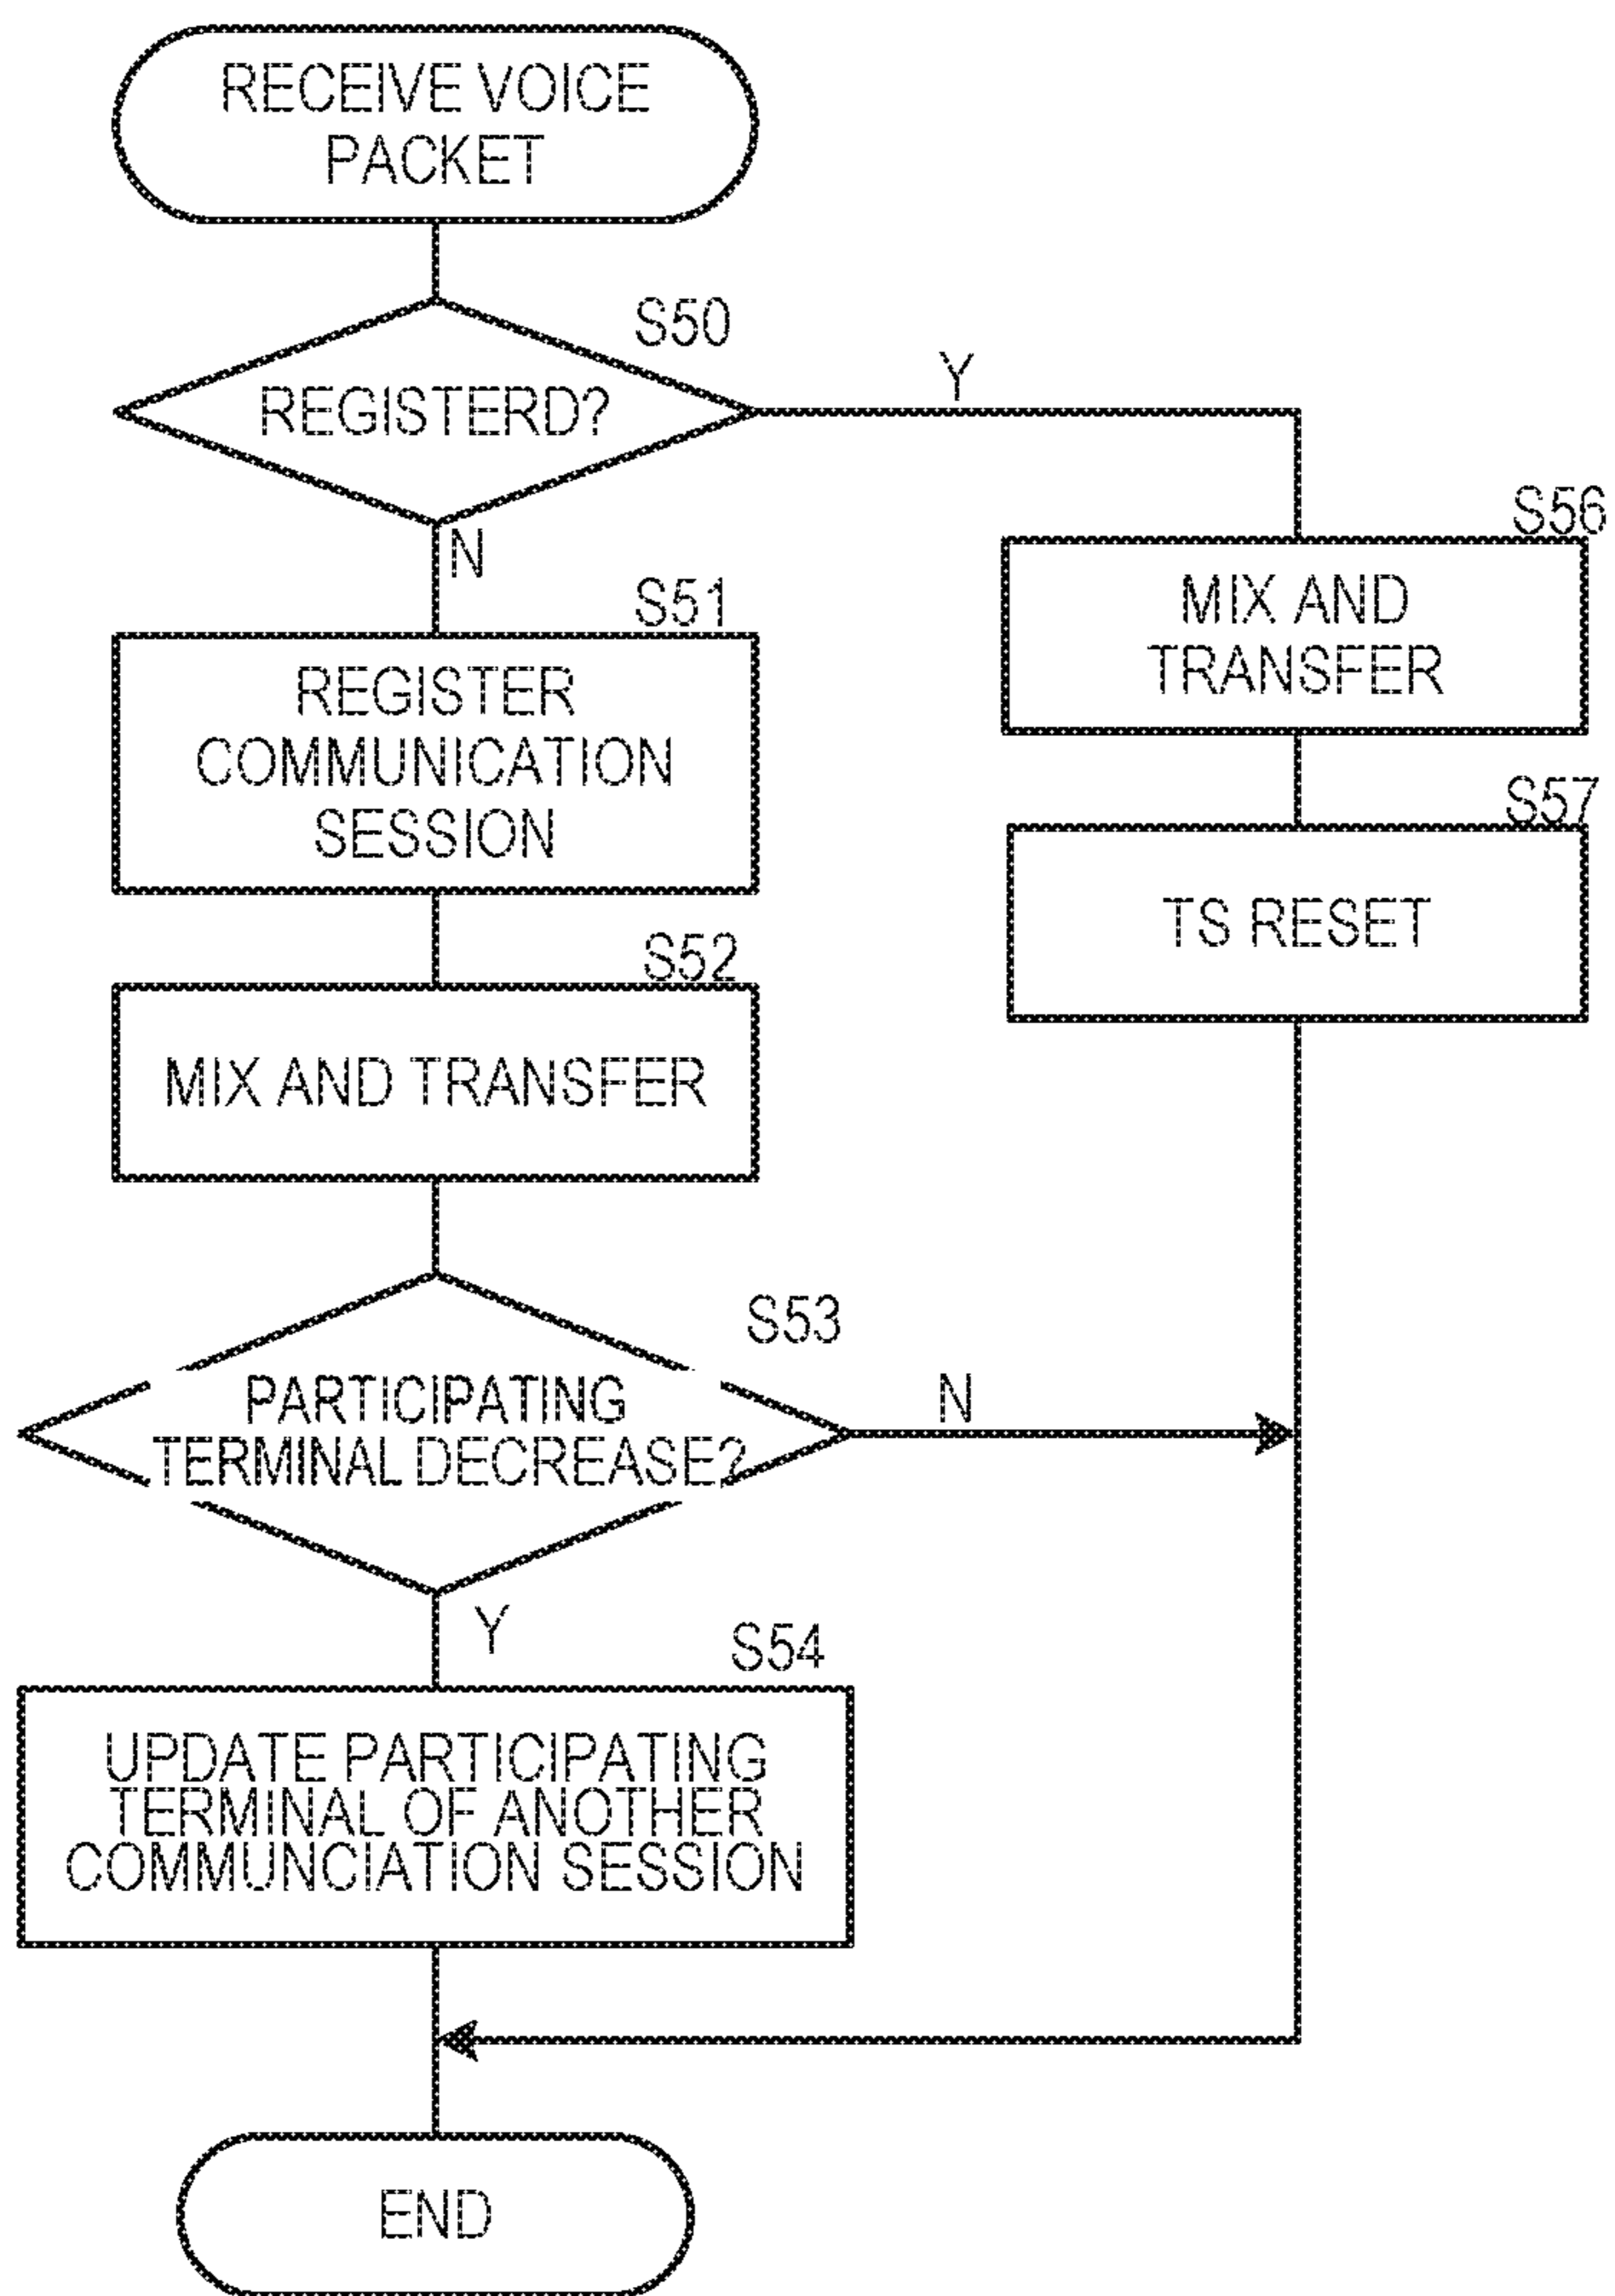 RECEIVE VOICE
PACKET
S50
REGISTERD?
Y
N
S51
REGISTER
COMMUNICATION
SESSION
S56
MIX AND
TRANSFER
S57
TS RESET
S52
MIX AND TRANSFER
S53
PARTICIPATING
TERMINAL DECREASE?
N
Y
S54
UPDATE PARTICIPATING
TERMINAL OF ANOTHER
COMMUNCIATION SESSION
END